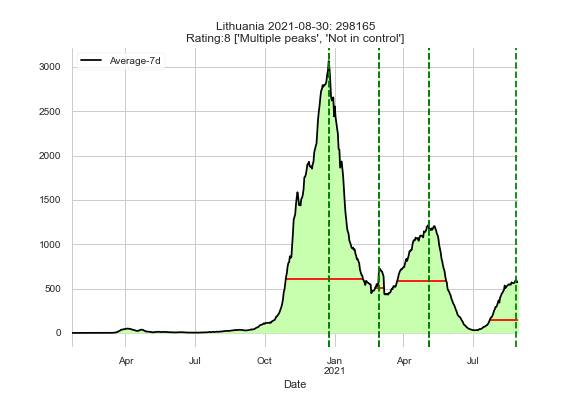 Lithuania 2021-08-30: 298165
Rating:8 ['Multiple peaks', 'Not in control']
Average-7d
3000
2500
2000
1500
1000
500
0
Apr Jul Oct Jan Apr Jul
2021
Date